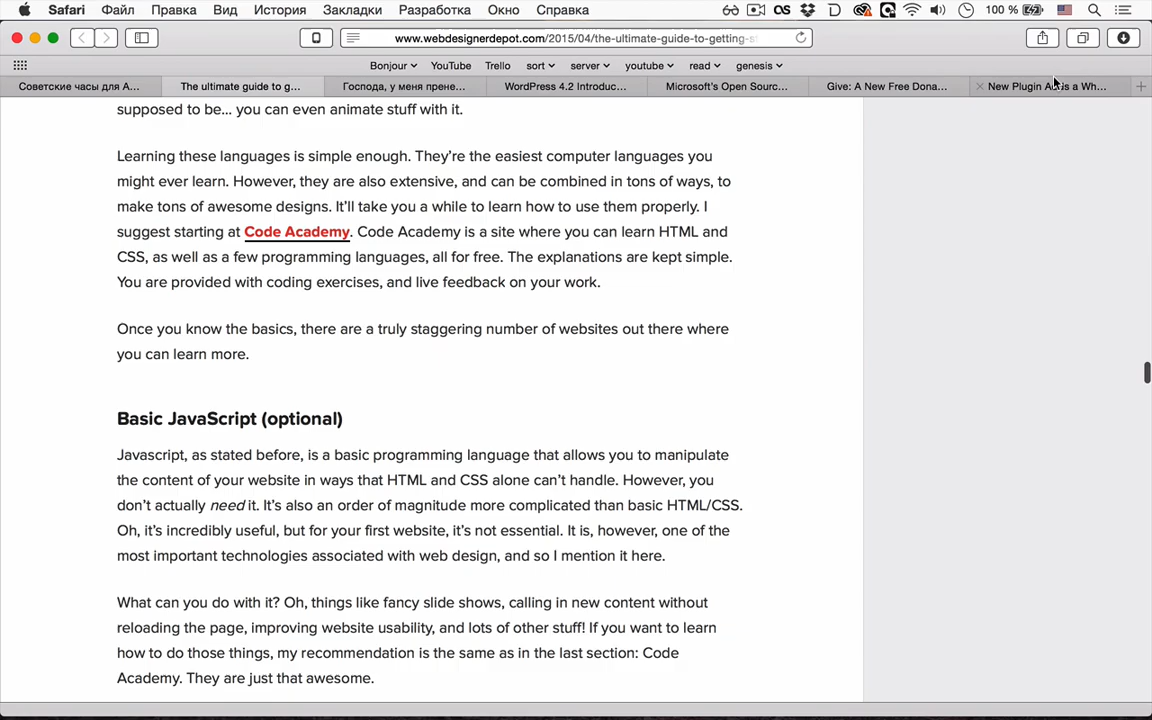 Safari Файл Правка Вид История Закладки Разработка Окно Справка 100 %
www.webdesignerdepot.com/2015/04/the-ultimate-guide-to-getting-s
Bonjour YouTube Trello sort server youtube read genesis
Советские часы для А... The ultimate guide to g... Господа, у меня прене... WordPress 4.2 Introduc... Microsoft's Open Sourc... Give: A New Free Dona... New Plugin A is a Wh...
supposed to be... you can even animate stuff with it.
Learning these languages is simple enough. They're the easiest computer languages you
might ever learn. However, they are also extensive, and can be combined in tons of ways, to
make tons of awesome designs. It'll take you a while to learn how to use them properly. I
suggest starting at Code Academy. Code Academy is a site where you can learn HTML and
CSS, as well as a few programming languages, all for free. The explanations are kept simple.
You are provided with coding exercises, and live feedback on your work.
Once you know the basics, there are a truly staggering number of websites out there where
you can learn more.
Basic JavaScript (optional)
Javascript, as stated before, is a basic programming language that allows you to manipulate
the content of your website in ways that HTML and CSS alone can't handle. However, you
don't actually need it. It's also an order of magnitude more complicated than basic HTML/CSS.
Oh, it's incredibly useful, but for your first website, it's not essential. It is, however, one of the
most important technologies associated with web design, and so I mention it here.
What can you do with it? Oh, things like fancy slide shows, calling in new content without
reloading the page, improving website usability, and lots of other stuff! If you want to learn
how to do those things, my recommendation is the same as in the last section: Code
Academy. They are just that awesome.